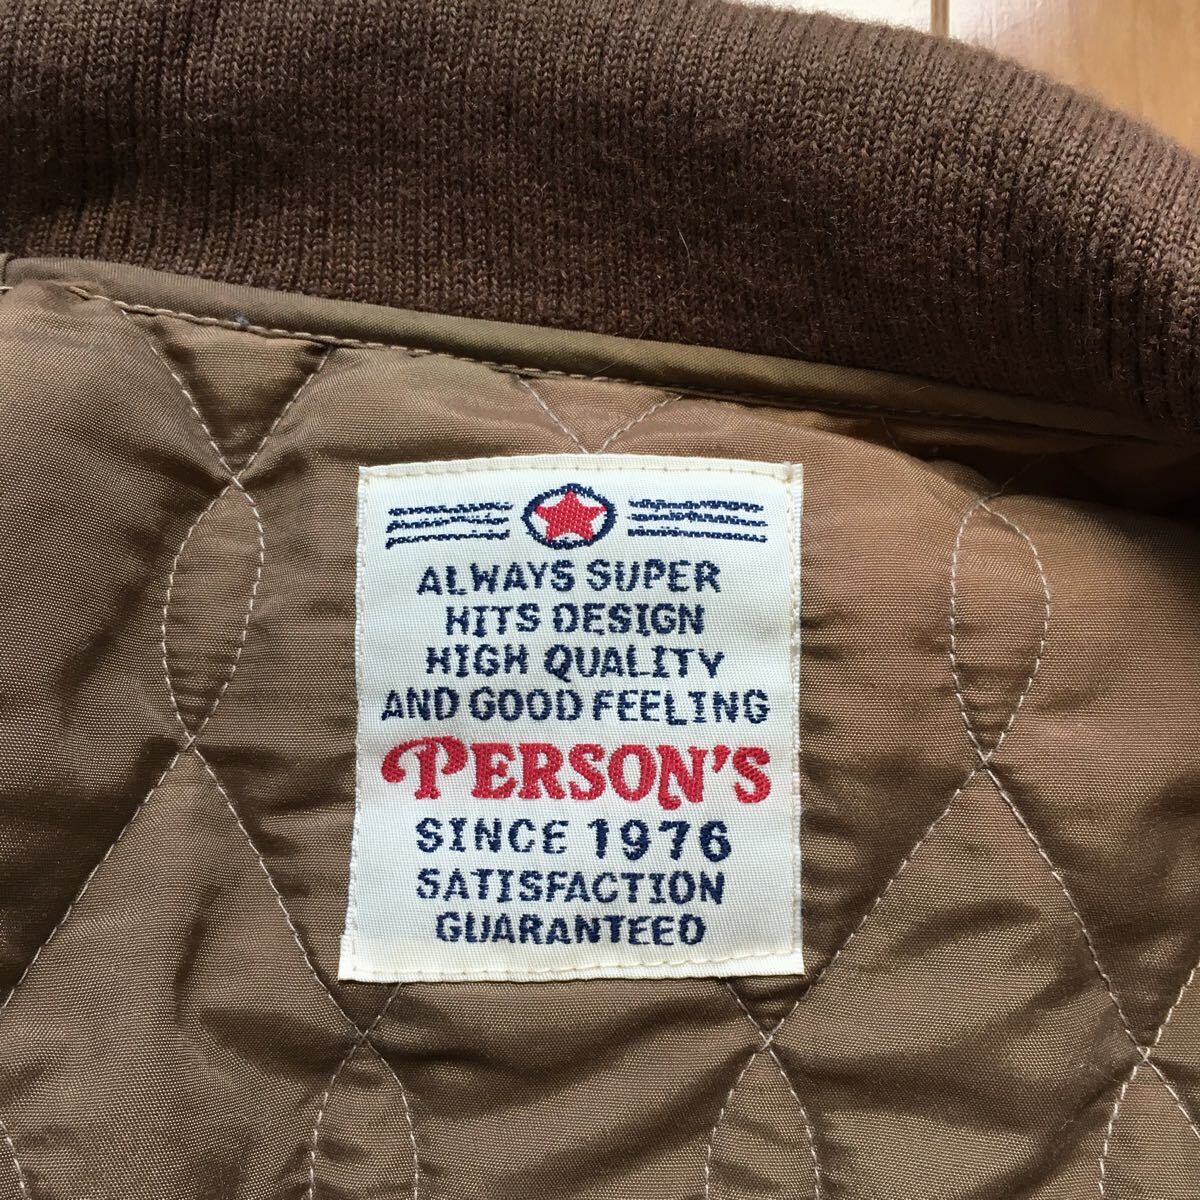 ALWAYS SUPER
HITS DESIGN
HIGH QUALITY
AND GOOD FEELING
PERSON'S
SINCE 1976
SATISFACTION
GUARANTEED